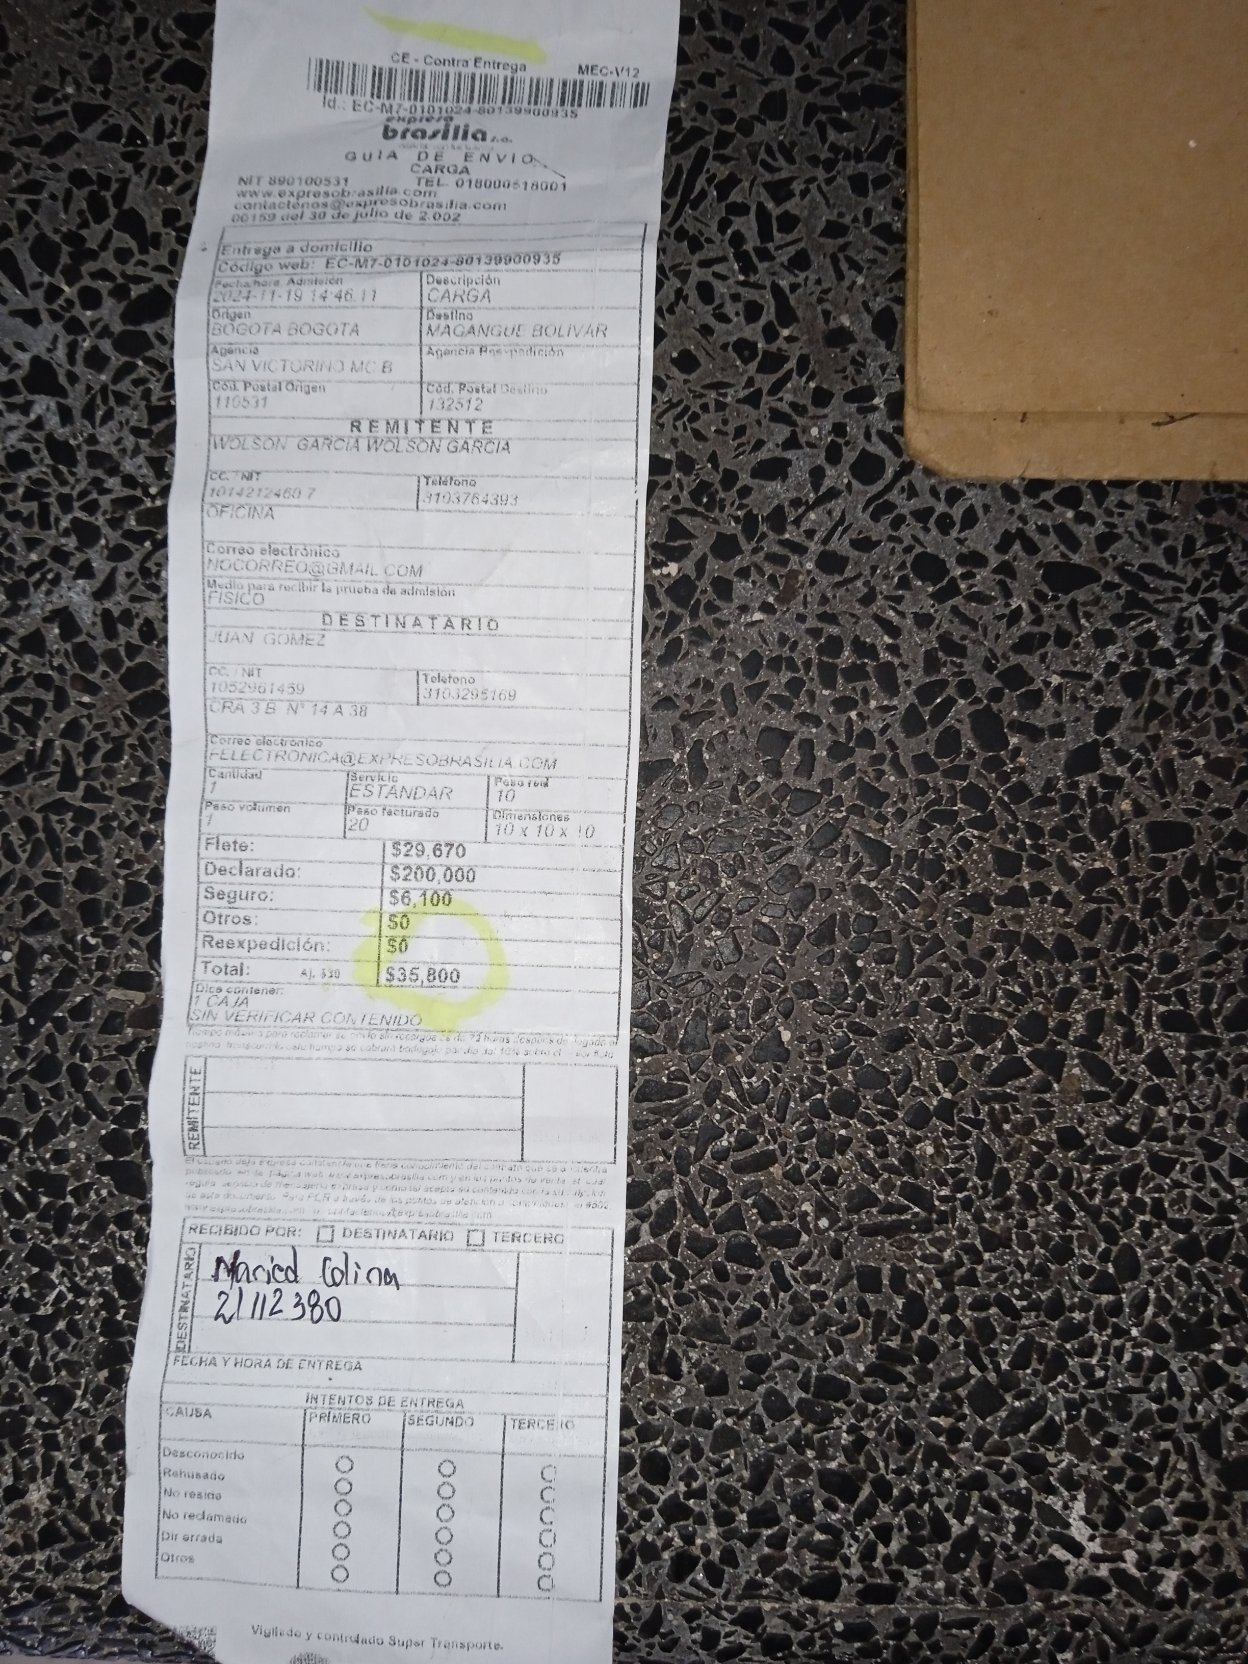 CE - Contra Entrega MEC-V12
Id.: EC-M7-0101024-80139900935
expreso
brasilia s.a.
GUIA DE ENVIO
CARGA
NIT 890100531 TEL. 018000518001
www.expresobrasilia.com
contactenos@expresobrasilia.com
00159 del 30 de julio de 2.002
Entrega a domicilio
Código web: EC-M7-0101024-80139900935
Fecha/hora Admisión Descripción
2024-11-19 14:46:11 CARGA
Origen Destino
BOGOTA BOGOTA MAGANGUE BOLIVAR
Agencia Agencia Reexpedición
SAN VICTORINO MC B
Cód. Postal Origen Cód. Postal Destino
110531 132512
REMITENTE
WOLSON GARCIA WOLSON GARCIA
CC. / NIT Teléfono
1014212460 7 3103764393
OFICINA
Correo electrónico
NOCORREO@GMAIL.COM
Medio para recibir la prueba de admisión
FISICO
DESTINATARIO
JUAN GOMEZ
CC. / NIT Teléfono
1052961459 3103295169
CRA 3 B N° 14 A 38
Correo electrónico
FELECTRONICA@EXPRESOBRASILIA.COM
Cantidad Servicio Peso real
1 ESTANDAR 10
Peso volumen Peso facturado Dimensiones
1 20 10 x 10 x 10
Flete: $29,670
Declarado: $200,000
Seguro: $6,100
Otros: $0
Reexpedición: $0
Total: Aj. $30 $35,800
Dice contener:
1 CAJA
SIN VERIFICAR CONTENIDO
REMITENTE
RECIBIDO POR: DESTINATARIO TERCERO
DESTINATARIO
Maried Colina
21112380
FECHA Y HORA DE ENTREGA
INTENTOS DE ENTREGA
CAUSA PRIMERO SEGUNDO TERCERO
Desconocido
Rehusado
No reside
No reclamado
Dir errada
Otros
Vigilado y controlado Super Transporte.